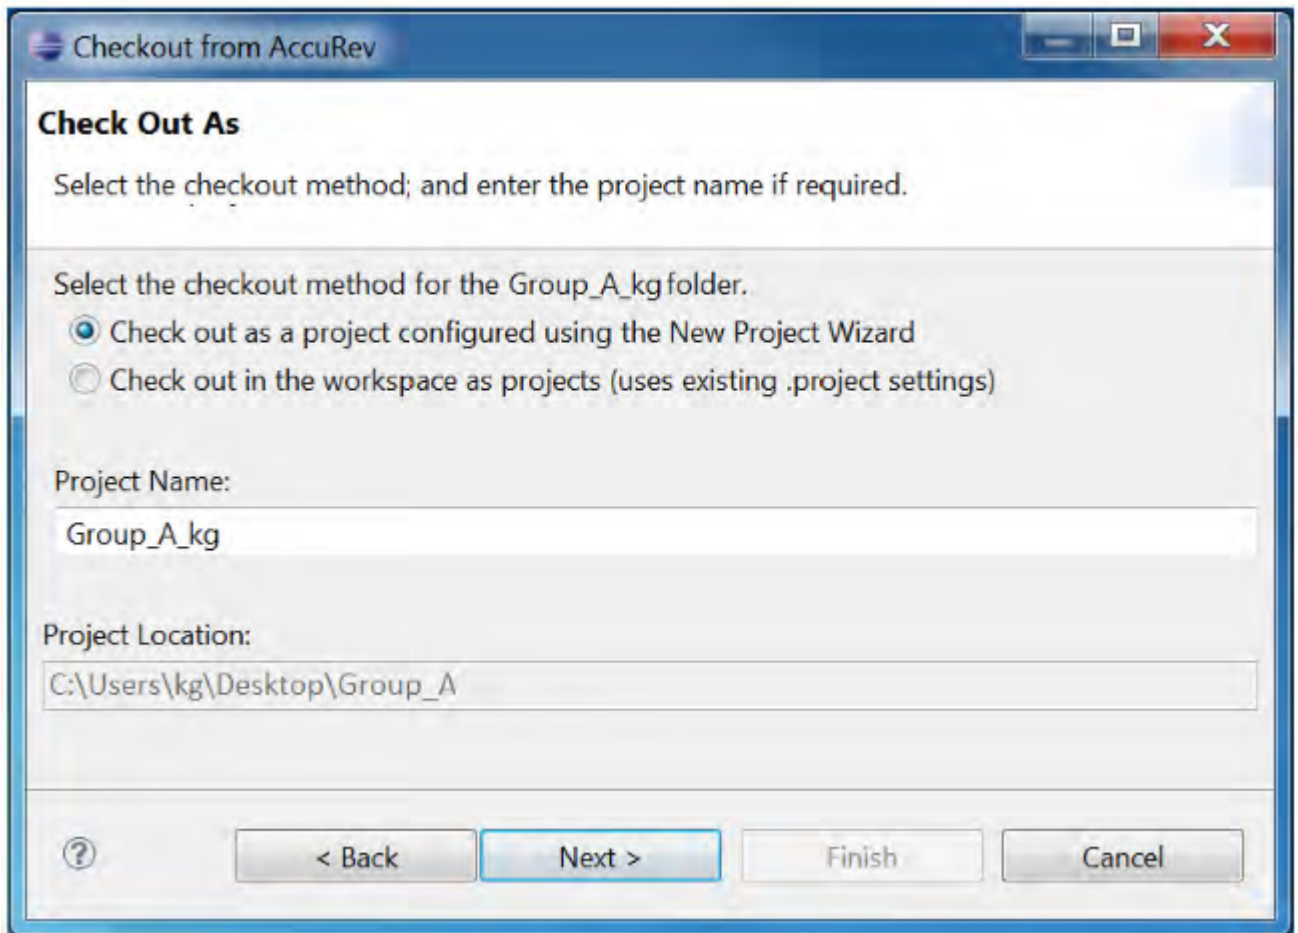 Checkout from AccuRev
Check Out As
Select the checkout method; and enter the project name if required.
Select the checkout method for the Group_A_kg folder.
Check out as a project configured using the New Project Wizard
Check out in the workspace as projects (uses existing .project settings)
Project Name:
Group_A_kg
Project Location:
C:\Users\kg\Desktop\Group_A
? < Back Next > Finish Cancel